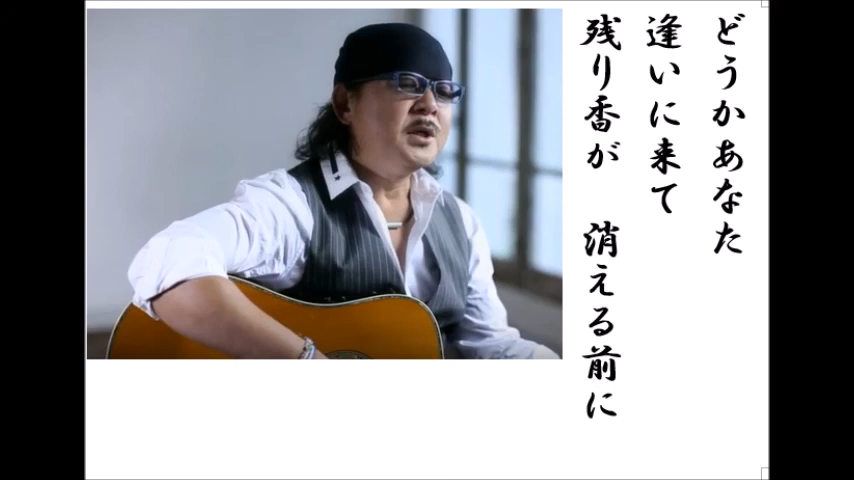 どうかあなた
逢いに来て
残り香が　消える前に